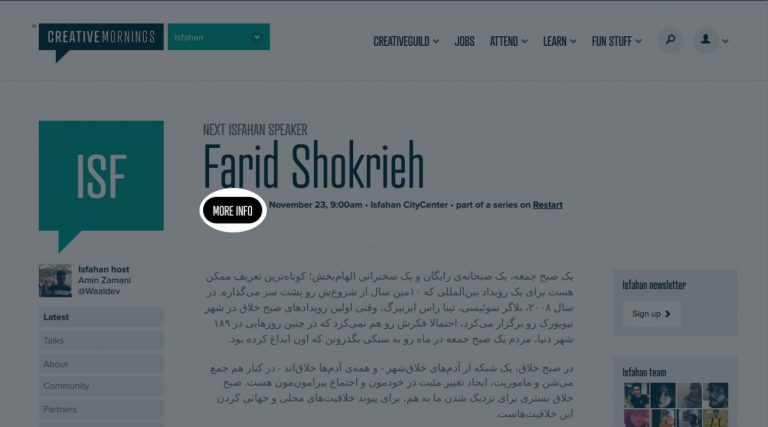 CREATIVEMORNINGS
Isfahan
CREATIVEGUILD JOBS ATTEND LEARN FUN STUFF
NEXT ISFAHAN SPEAKER
Farid Shokrieh
ISF
MORE INFO
November 23, 9:00am • Isfahan CityCenter • part of a series on Restart
Isfahan host
Amin Zamani
@Waaldev
Latest
Talks
About
Community
Partners
یک صبح جمعه، یک صبحانه‌ی رایگان و یک سخنرانی الهام‌بخش؛ کوتاه‌ترین تعریف ممکن
هست برای یک رویداد بین‌المللی که ۱۰مین سال از شروع‌ش رو پشت سر می‌گذاره. در
سال ۲۰۰۸، بلاگر سوئیسی، تینا راس ایزنبرگ، وقتی اولین رویدادهای صبح خلاق در شهر
نیویورک رو برگزار می‌کرد، احتمالا فکرش رو هم نمی‌کرد که در چنین روزهایی در ۱۸۹
شهر دنیا، مردم یک صبح جمعه در ماه رو به سبکی بگذرونن که اون ابداع کرده بود.
در صبح خلاق، یک شبکه از آدم‌های خلاق‌شهر - و همه‌ی آدم‌ها خلاق‌اند - در کنار هم جمع
می‌شن و ماموریت، ایجاد تغییر مثبت در خودمون و اجتماع پیرامون‌مون هست. صبح
خلاق بستری برای نزدیک شدن ما به هم، برای پیوند خلاقیت‌های محلی و جهانی کردن
این خلاقیت‌هاست.
Isfahan newsletter
Sign up
Isfahan team